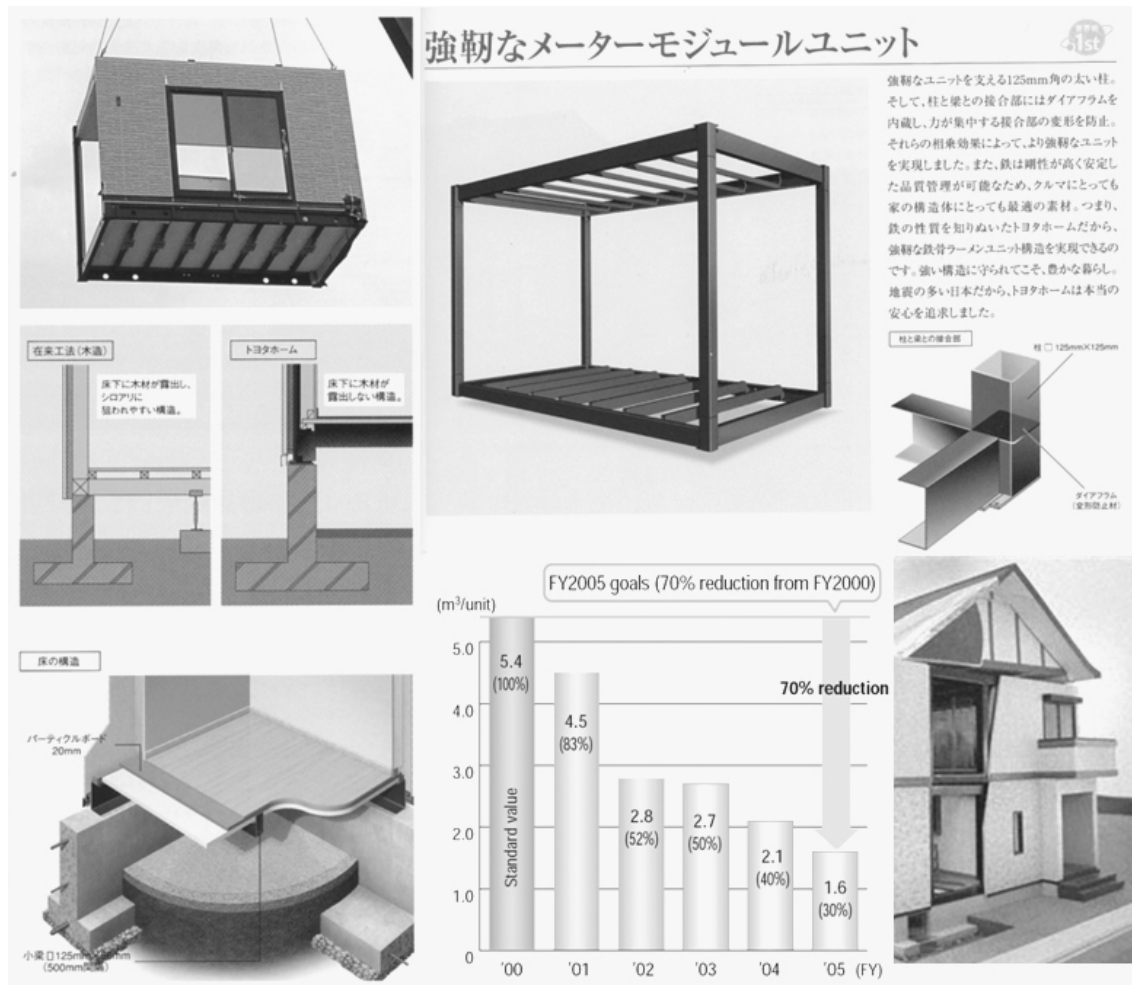 強靭なメーターモジュールユニット
1st
強靭なユニットを支える125mm角の太い柱。
そして、柱と梁との接合部にはダイアフラムを
内蔵し、力が集中する接合部の変形を防止。
それらの相乗効果によって、より強靭なユニット
を実現しました。また、鉄は剛性が高く安定し
た品質管理が可能なため、クルマにとっても
家の構造体にとっても最適の素材。つまり、
鉄の性質を知りぬいたトヨタホームだから、
強靭な鉄骨ラーメンユニット構造を実現できるの
です。強い構造に守られてこそ、豊かな暮らし。
地震の多い日本だから、トヨタホームは本当の
安心を追求しました。
柱と梁との接合部
柱 □ 125mm×125mm
ダイアフラム
(変形防止材)
在来工法(木造)
床下に木材が露出し、
シロアリに
狙われやすい構造。
トヨタホーム
床下に木材が
露出しない構造。
床の構造
パーティクルボード
20mm
小梁 □ 125mm
(500mm
FY2005 goals (70% reduction from FY2000)
(m³/unit)
5.0
4.0
3.0
2.0
1.0
0
5.4
(100%)
Standard value
4.5
(83%)
2.8
(52%)
2.7
(50%)
2.1
(40%)
1.6
(30%)
70% reduction
'00 '01 '02 '03 '04 '05 (FY)